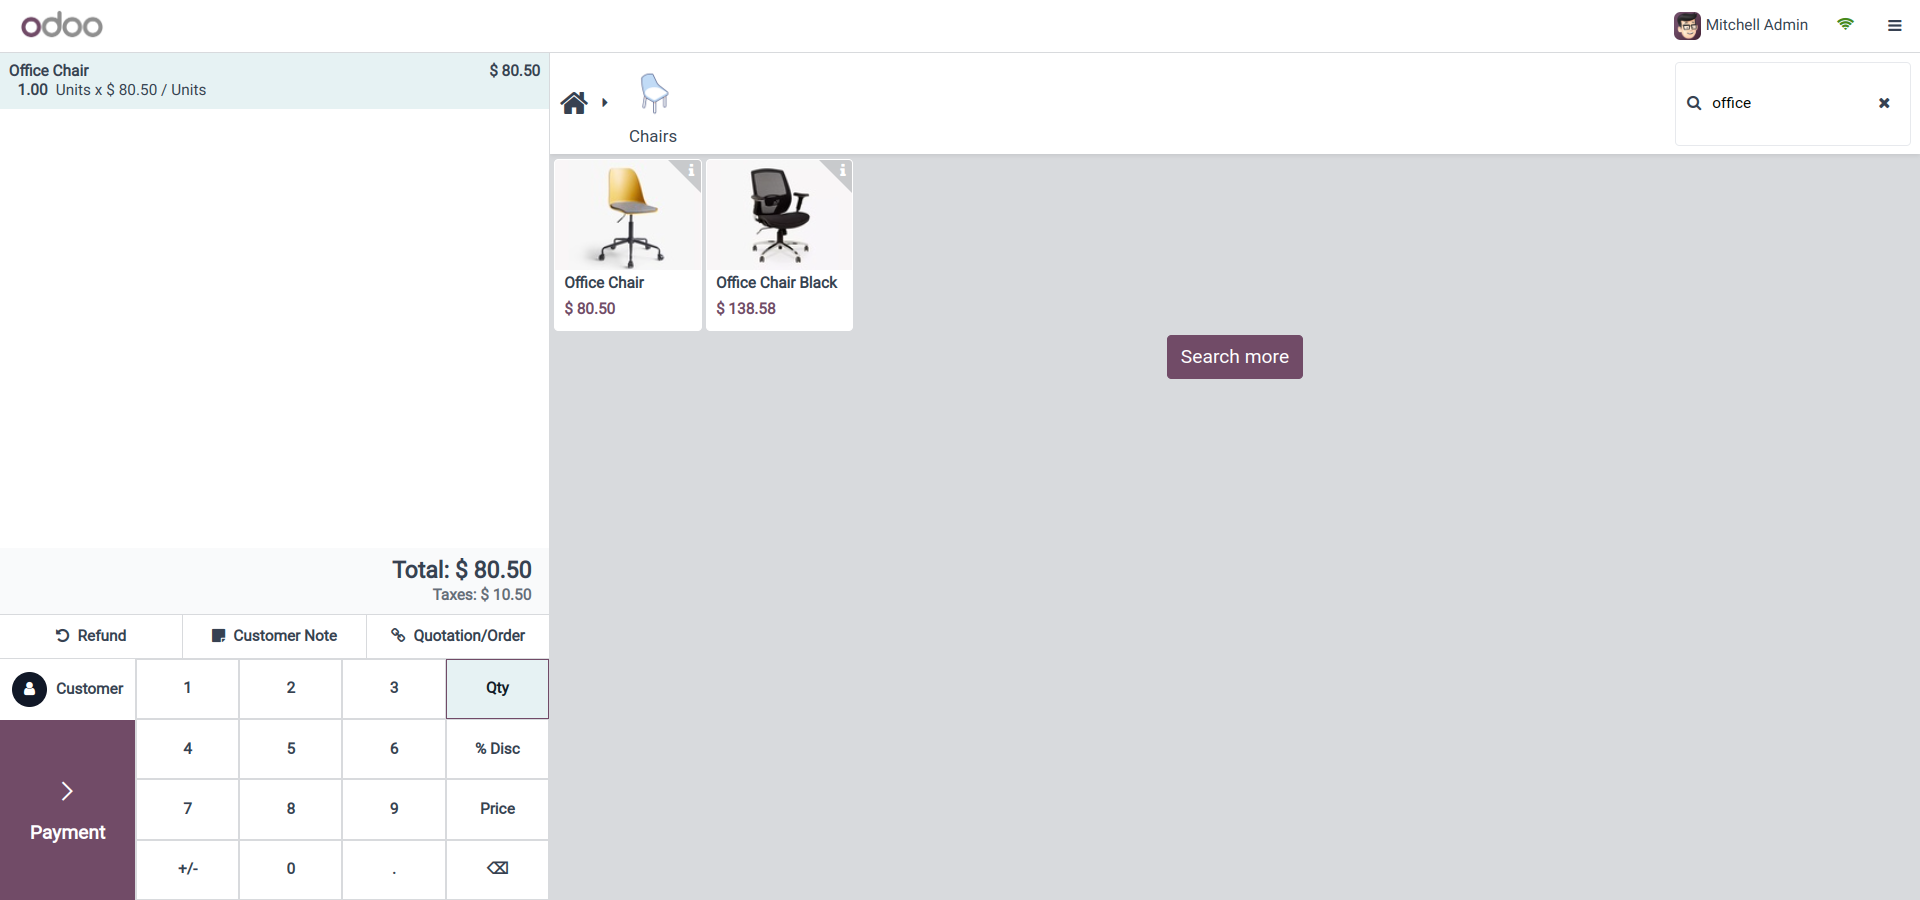 odoo
Mitchell Admin
Office Chair $ 80.50
1.00 Units x $ 80.50 / Units
Chairs
office
Office Chair
$ 80.50
Office Chair Black
$ 138.58
Search more
Total: $ 80.50
Taxes: $ 10.50
Refund Customer Note Quotation/Order
Customer 1 2 3 Qty
4 5 6 % Disc
7 8 9 Price
Payment
+/- 0 . ⌫